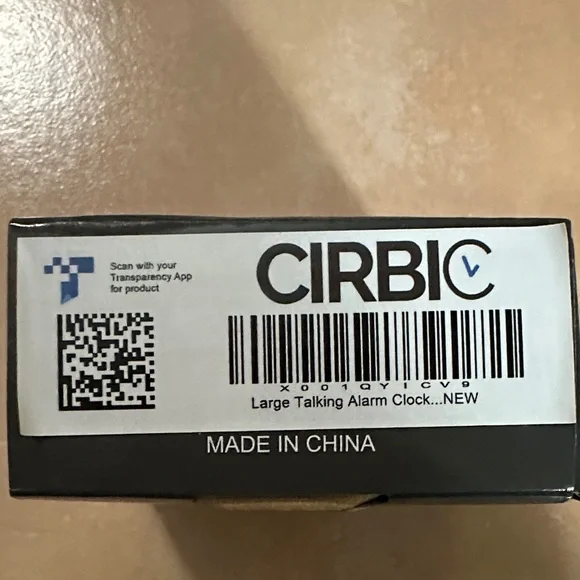 Scan with your
Transparency App
for product
CIRBIC
X001QYICV9
Large Talking Alarm Clock...NEW
MADE IN CHINA